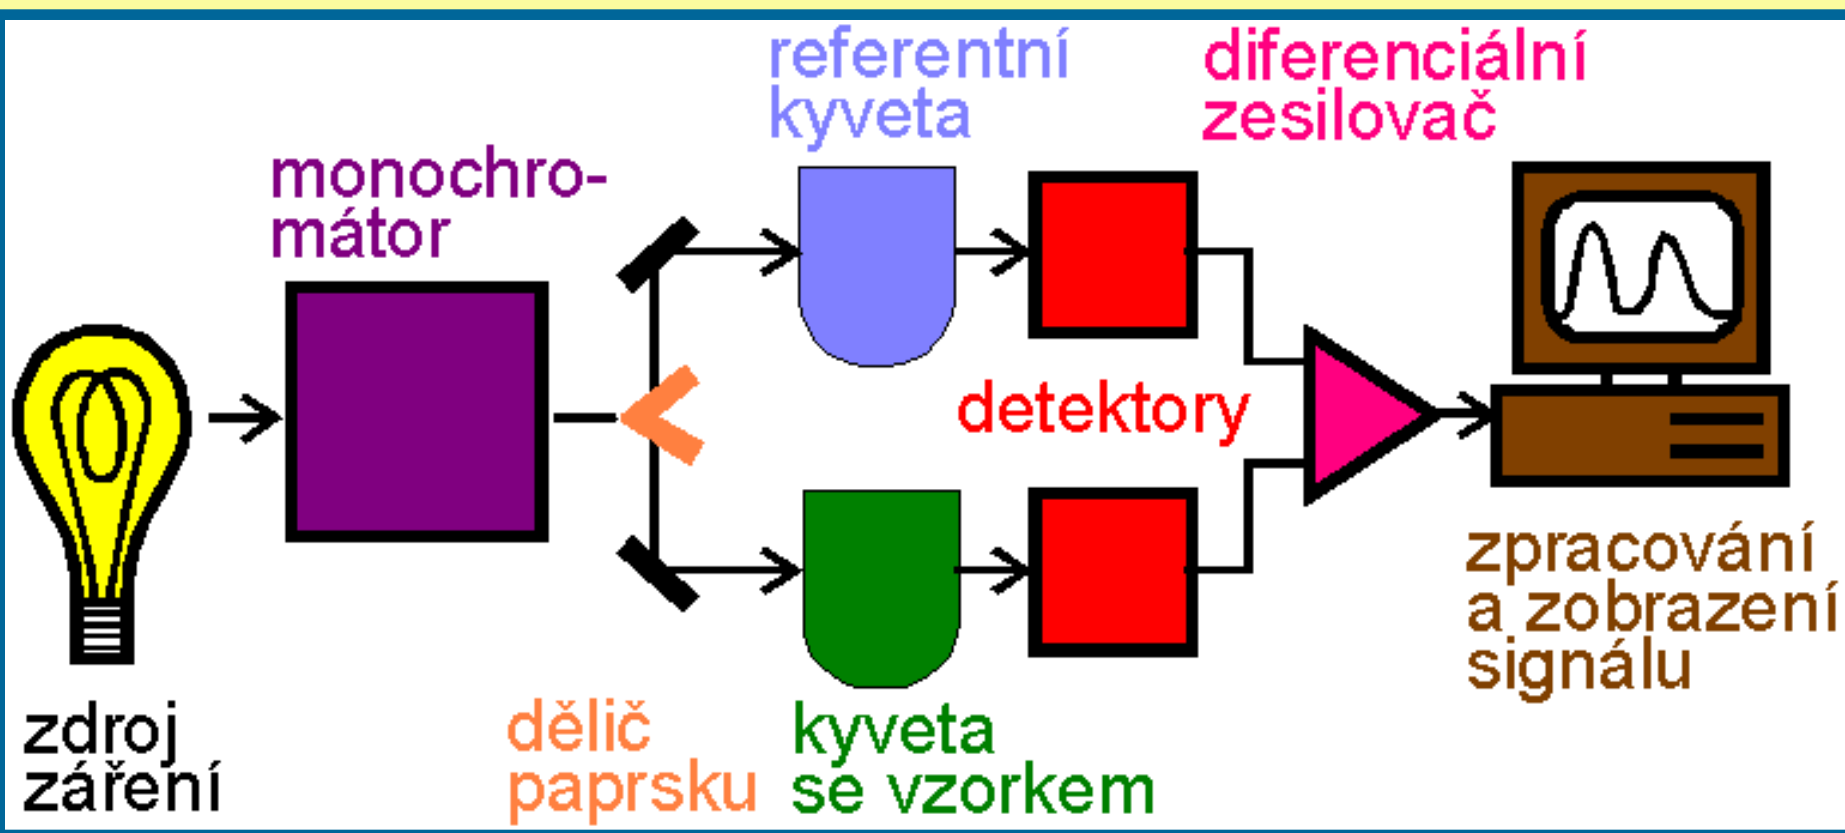 referentní
kyveta
diferenciální
zesilovač
monochro-
mátor
detektory
zpracování
a zobrazení
signálu
zdroj
záření
dělič
paprsku
kyveta
se vzorkem